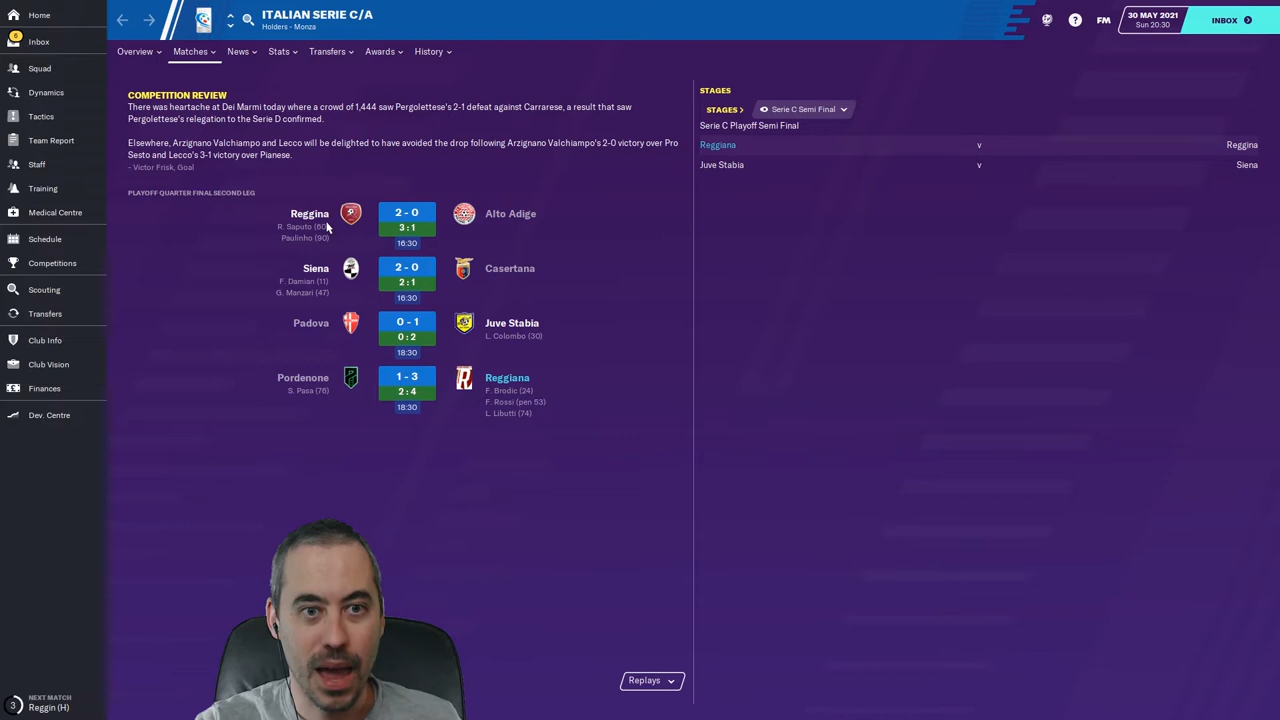 ITALIAN SERIE C/A
Holders - Monza
FM
30 MAY 2021
Sun 20:30
INBOX
Home
6
Inbox
Squad
Dynamics
Tactics
Team Report
Staff
Training
Medical Centre
Schedule
Competitions
Scouting
Transfers
Club Info
Club Vision
Finances
Dev. Centre
3
NEXT MATCH
Reggin (H)
Overview
Matches
News
Stats
Transfers
Awards
History
COMPETITION REVIEW
There was heartache at Dei Marmi today where a crowd of 1,444 saw Pergolettese's 2-1 defeat against Carrarese, a result that saw
Pergolettese's relegation to the Serie D confirmed.
Elsewhere, Arzignano Valchiampo and Lecco will be delighted to have avoided the drop following Arzignano Valchiampo's 2-0 victory over Pro
Sesto and Lecco's 3-1 victory over Pianese.
- Victor Frisk, Goal
PLAYOFF QUARTER FINAL SECOND LEG
Reggina 2 - 0 Alto Adige
R. Saputo (60)
3 : 1
Paulinho (90)
16:30
Siena 2 - 0 Casertana
F. Damian (11)
2 : 1
G. Manzari (47)
16:30
Padova 0 - 1 Juve Stabia
0 : 2
L. Colombo (30)
18:30
Pordenone 1 - 3 Reggiana
S. Pasa (76)
2 : 4
F. Brodic (24)
F. Rossi (pen 53)
18:30
L. Libutti (74)
Replays
STAGES
STAGES
Serie C Semi Final
Serie C Playoff Semi Final
Reggiana v Reggina
Juve Stabia v Siena